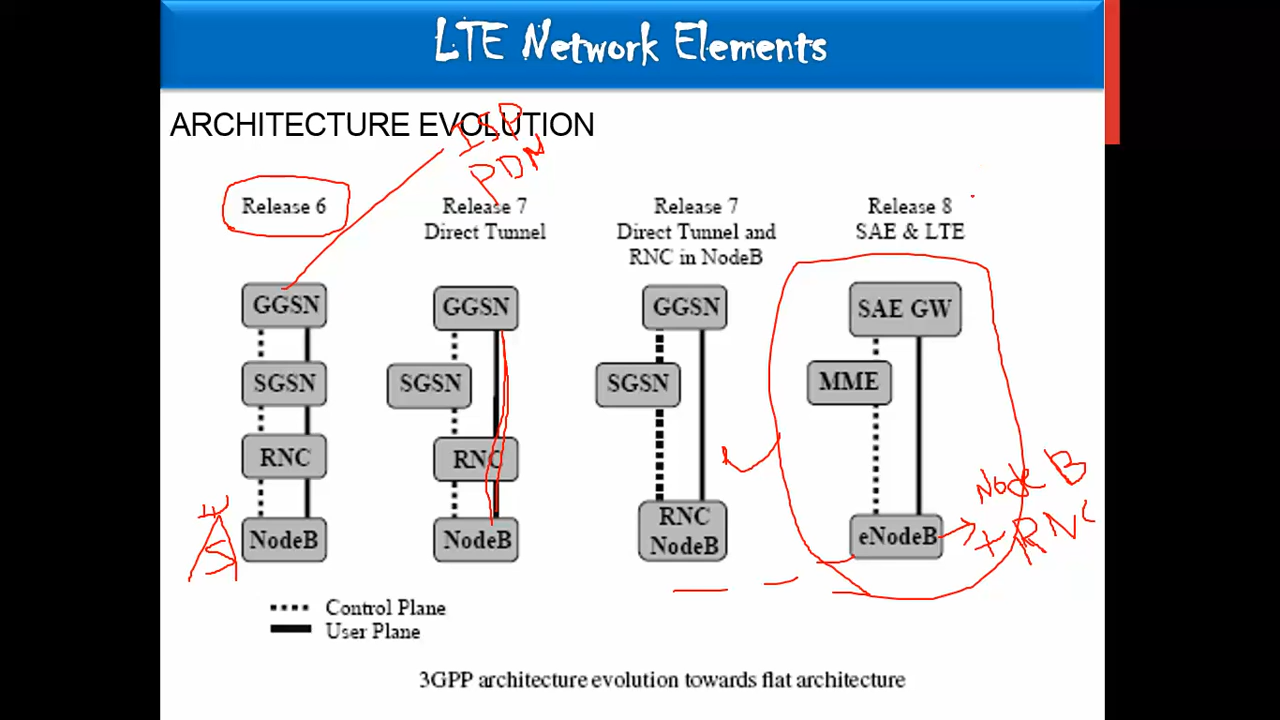 LTE Network Elements
ARCHITECTURE EVOLUTION
ISP
PDN
Release 6
Release 7
Direct Tunnel
Release 7
Direct Tunnel and
RNC in NodeB
Release 8
SAE & LTE
GGSN
GGSN
GGSN
SAE GW
SGSN
SGSN
SGSN
MME
RNC
RNC
Node B
+ RNC
NodeB
NodeB
RNC
NodeB
eNodeB
Control Plane
User Plane
3GPP architecture evolution towards flat architecture